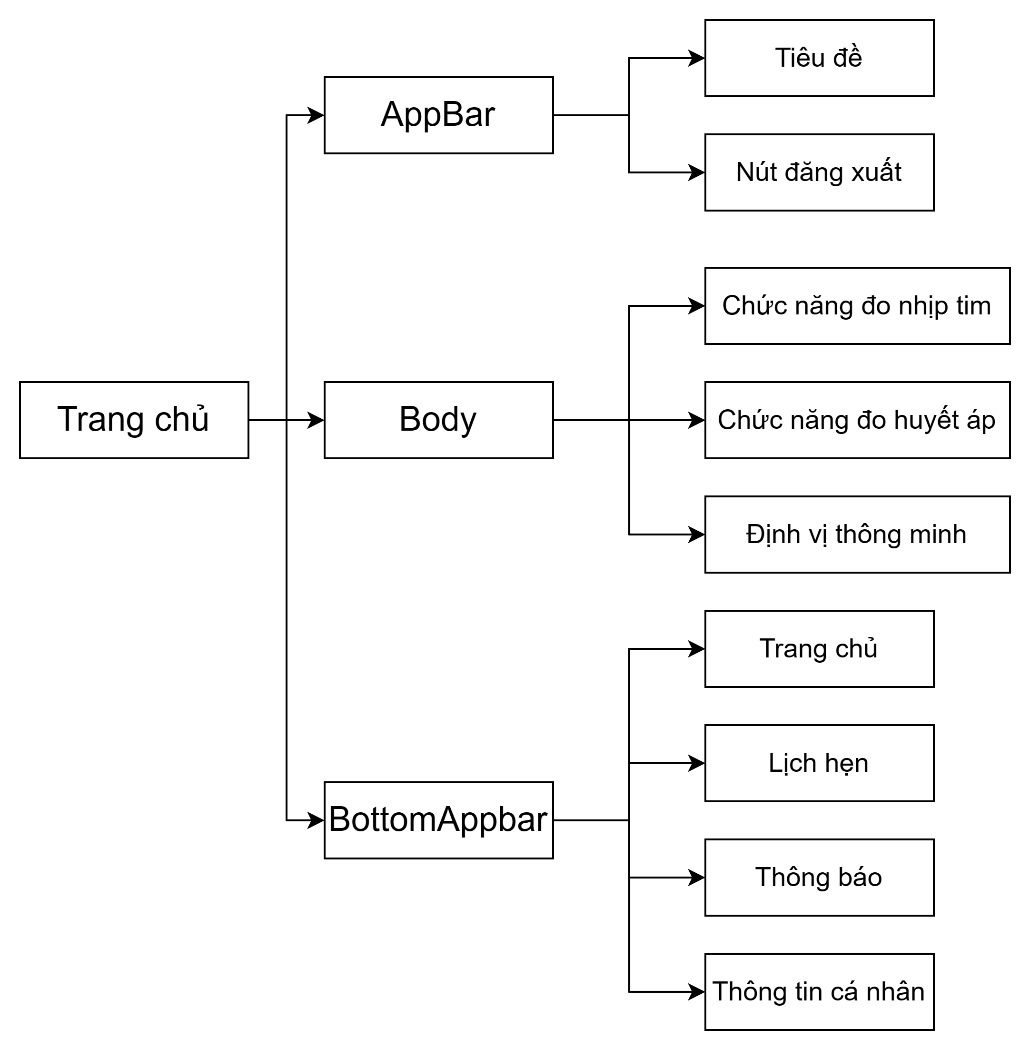 Trang chủ
AppBar
Tiêu đề
Nút đăng xuất
Body
Chức năng đo nhịp tim
Chức năng đo huyết áp
Định vị thông minh
BottomAppbar
Trang chủ
Lịch hẹn
Thông báo
Thông tin cá nhân